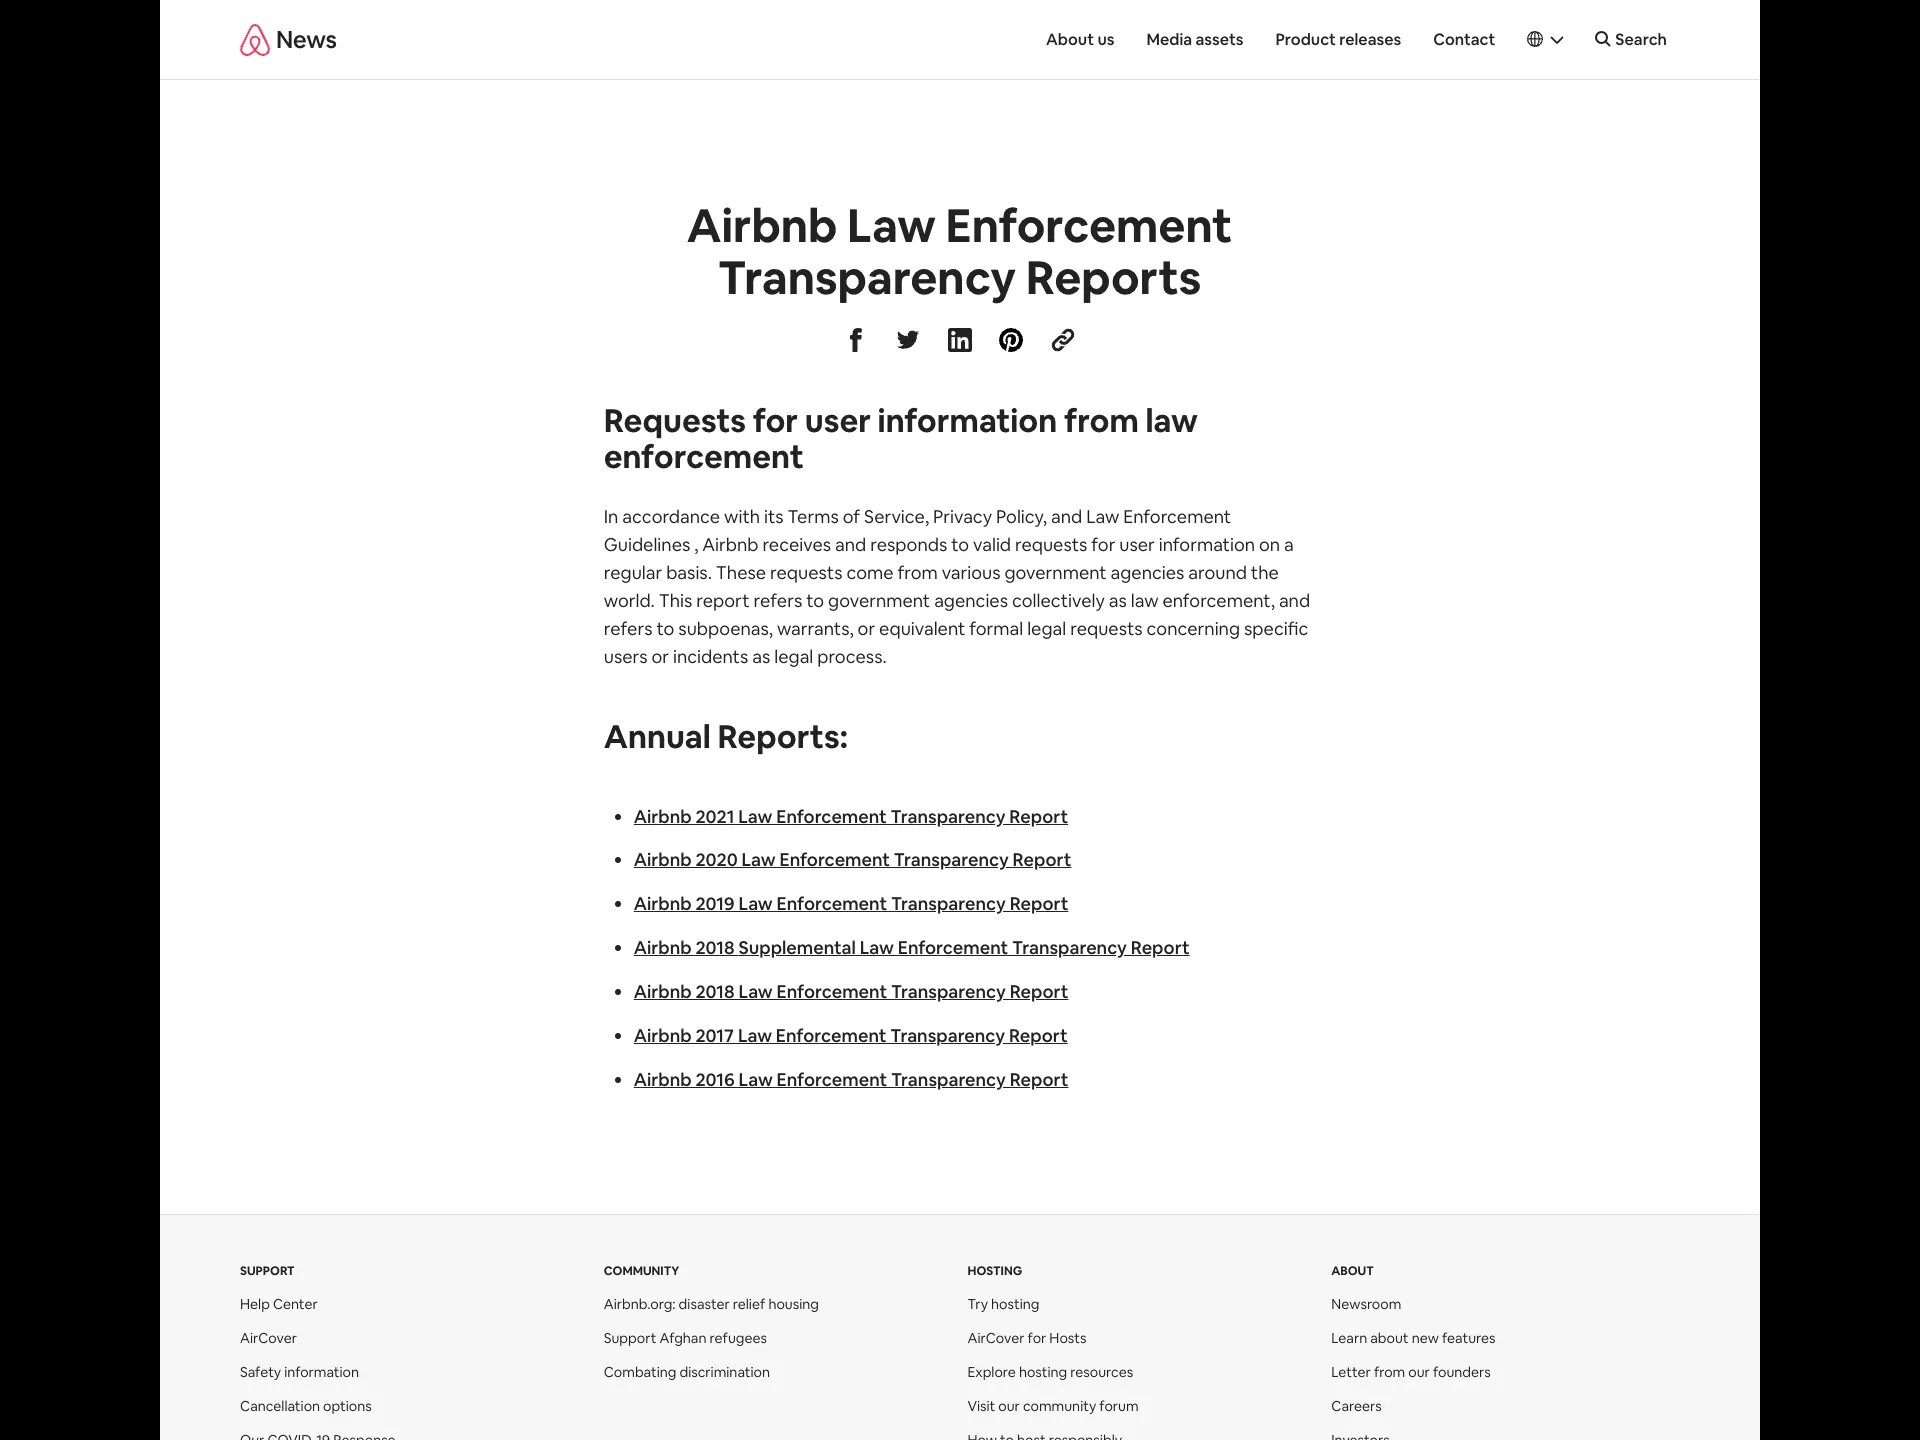 News
About us
Media assets
Product releases
Contact
Search
Airbnb Law Enforcement
Transparency Reports
Requests for user information from law
enforcement
In accordance with its Terms of Service, Privacy Policy, and Law Enforcement
Guidelines , Airbnb receives and responds to valid requests for user information on a
regular basis. These requests come from various government agencies around the
world. This report refers to government agencies collectively as law enforcement, and
refers to subpoenas, warrants, or equivalent formal legal requests concerning specific
users or incidents as legal process.
Annual Reports:
Airbnb 2021 Law Enforcement Transparency Report
Airbnb 2020 Law Enforcement Transparency Report
Airbnb 2019 Law Enforcement Transparency Report
Airbnb 2018 Supplemental Law Enforcement Transparency Report
Airbnb 2018 Law Enforcement Transparency Report
Airbnb 2017 Law Enforcement Transparency Report
Airbnb 2016 Law Enforcement Transparency Report
SUPPORT
Help Center
AirCover
Safety information
Cancellation options
Our COVID-19 Response
COMMUNITY
Airbnb.org: disaster relief housing
Support Afghan refugees
Combating discrimination
HOSTING
Try hosting
AirCover for Hosts
Explore hosting resources
Visit our community forum
How to host responsibly
ABOUT
Newsroom
Learn about new features
Letter from our founders
Careers
Investors